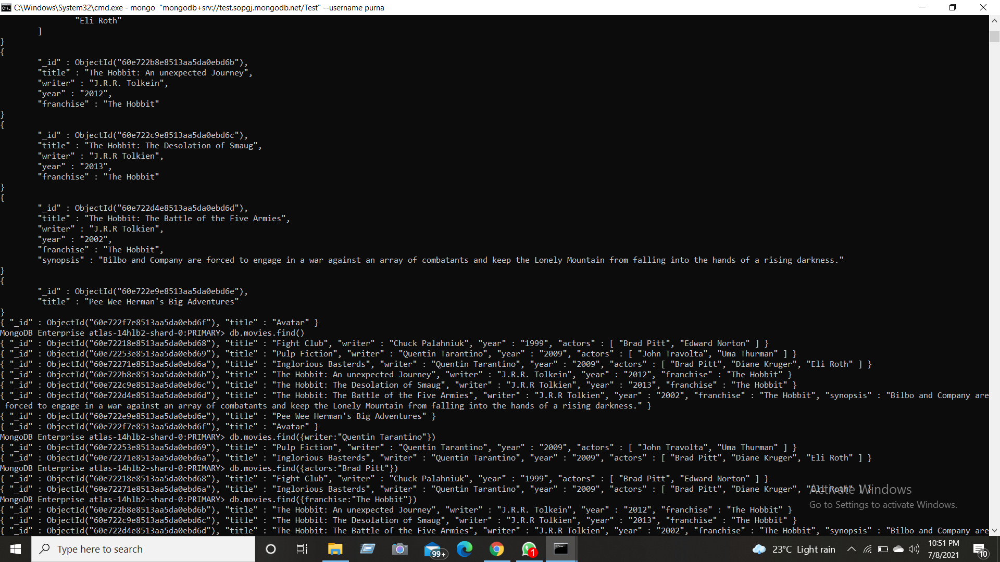 C:\Windows\System32\cmd.exe - mongo  "mongodb+srv://test.sopgj.mongodb.net/Test" --username purna
"Eli Roth"
]
}
{
"_id" : ObjectId("60e722b8e8513aa5da0ebd6b"),
"title" : "The Hobbit: An unexpected Journey",
"writer" : "J.R.R. Tolkein",
"year" : "2012",
"franchise" : "The Hobbit"
}
{
"_id" : ObjectId("60e722c9e8513aa5da0ebd6c"),
"title" : "The Hobbit: The Desolation of Smaug",
"writer" : "J.R.R Tolkien",
"year" : "2013",
"franchise" : "The Hobbit"
}
{
"_id" : ObjectId("60e722d4e8513aa5da0ebd6d"),
"title" : "The Hobbit: The Battle of the Five Armies",
"writer" : "J.R.R Tolkien",
"year" : "2002",
"franchise" : "The Hobbit",
"synopsis" : "Bilbo and Company are forced to engage in a war against an array of combatants and keep the Lonely Mountain from falling into the hands of a rising darkness."
}
{
"_id" : ObjectId("60e722e9e8513aa5da0ebd6e"),
"title" : "Pee Wee Herman's Big Adventures"
}
{ "_id" : ObjectId("60e722f7e8513aa5da0ebd6f"), "title" : "Avatar" }
MongoDB Enterprise atlas-14hlb2-shard-0:PRIMARY> db.movies.find()
{ "_id" : ObjectId("60e72218e8513aa5da0ebd68"), "title" : "Fight Club", "writer" : "Chuck Palahniuk", "year" : "1999", "actors" : [ "Brad Pitt", "Edward Norton" ] }
{ "_id" : ObjectId("60e72253e8513aa5da0ebd69"), "title" : "Pulp Fiction", "writer" : "Quentin Tarantino", "year" : "2009", "actors" : [ "John Travolta", "Uma Thurman" ] }
{ "_id" : ObjectId("60e72271e8513aa5da0ebd6a"), "title" : "Inglorious Basterds", "writer" : "Quentin Tarantino", "year" : "2009", "actors" : [ "Brad Pitt", "Diane Kruger", "Eli Roth" ] }
{ "_id" : ObjectId("60e722b8e8513aa5da0ebd6b"), "title" : "The Hobbit: An unexpected Journey", "writer" : "J.R.R. Tolkein", "year" : "2012", "franchise" : "The Hobbit" }
{ "_id" : ObjectId("60e722c9e8513aa5da0ebd6c"), "title" : "The Hobbit: The Desolation of Smaug", "writer" : "J.R.R Tolkien", "year" : "2013", "franchise" : "The Hobbit" }
{ "_id" : ObjectId("60e722d4e8513aa5da0ebd6d"), "title" : "The Hobbit: The Battle of the Five Armies", "writer" : "J.R.R Tolkien", "year" : "2002", "franchise" : "The Hobbit", "synopsis" : "Bilbo and Company are
forced to engage in a war against an array of combatants and keep the Lonely Mountain from falling into the hands of a rising darkness." }
{ "_id" : ObjectId("60e722e9e8513aa5da0ebd6e"), "title" : "Pee Wee Herman's Big Adventures" }
{ "_id" : ObjectId("60e722f7e8513aa5da0ebd6f"), "title" : "Avatar" }
MongoDB Enterprise atlas-14hlb2-shard-0:PRIMARY> db.movies.find({writer:"Quentin Tarantino"})
{ "_id" : ObjectId("60e72253e8513aa5da0ebd69"), "title" : "Pulp Fiction", "writer" : "Quentin Tarantino", "year" : "2009", "actors" : [ "John Travolta", "Uma Thurman" ] }
{ "_id" : ObjectId("60e72271e8513aa5da0ebd6a"), "title" : "Inglorious Basterds", "writer" : "Quentin Tarantino", "year" : "2009", "actors" : [ "Brad Pitt", "Diane Kruger", "Eli Roth" ] }
MongoDB Enterprise atlas-14hlb2-shard-0:PRIMARY> db.movies.find({actors:"Brad Pitt"})
{ "_id" : ObjectId("60e72218e8513aa5da0ebd68"), "title" : "Fight Club", "writer" : "Chuck Palahniuk", "year" : "1999", "actors" : [ "Brad Pitt", "Edward Norton" ] }
{ "_id" : ObjectId("60e72271e8513aa5da0ebd6a"), "title" : "Inglorious Basterds", "writer" : "Quentin Tarantino", "year" : "2009", "actors" : [ "Brad Pitt", "Diane Kruger", "Eli Roth" ] }
Activate Windows
MongoDB Enterprise atlas-14hlb2-shard-0:PRIMARY> db.movies.find({franchise:"The Hobbit"})
Go to Settings to activate Windows.
{ "_id" : ObjectId("60e722b8e8513aa5da0ebd6b"), "title" : "The Hobbit: An unexpected Journey", "writer" : "J.R.R. Tolkein", "year" : "2012", "franchise" : "The Hobbit" }
{ "_id" : ObjectId("60e722c9e8513aa5da0ebd6c"), "title" : "The Hobbit: The Desolation of Smaug", "writer" : "J.R.R Tolkien", "year" : "2013", "franchise" : "The Hobbit" }
{ "_id" : ObjectId("60e722d4e8513aa5da0ebd6d"), "title" : "The Hobbit: The Battle of the Five Armies", "writer" : "J.R.R Tolkien", "year" : "2002", "franchise" : "The Hobbit", "synopsis" : "Bilbo and Company are
Type here to search
99+
1
23°C Light rain
10:51 PM
7/8/2021
10